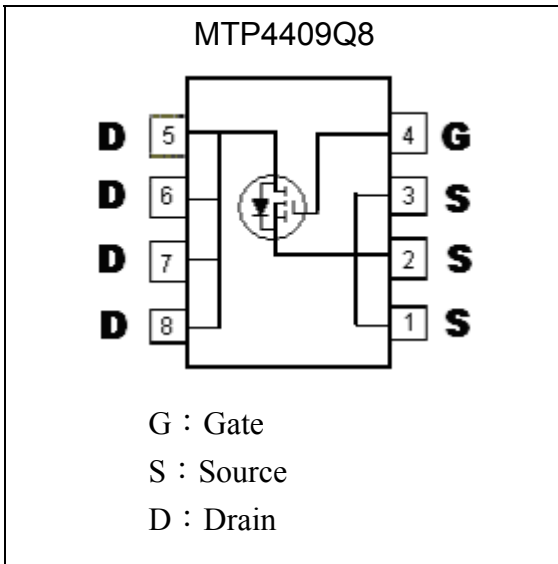 MTP4409Q8
D 5 4 G
D 6 3 S
D 7 2 S
D 8 1 S
G：Gate
S：Source
D：Drain